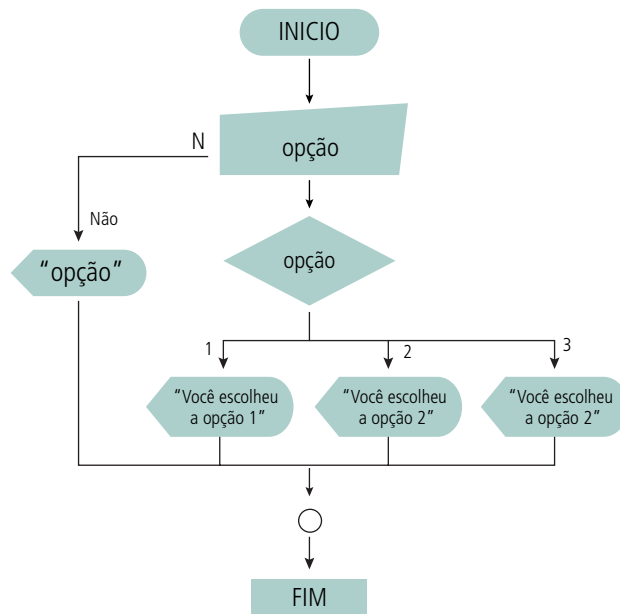 INICIO
N
opção
Não
"opção"
opção
1
2
3
"Você escolheu
a opção 1"
"Você escolheu
a opção 2"
"Você escolheu
a opção 2"
FIM